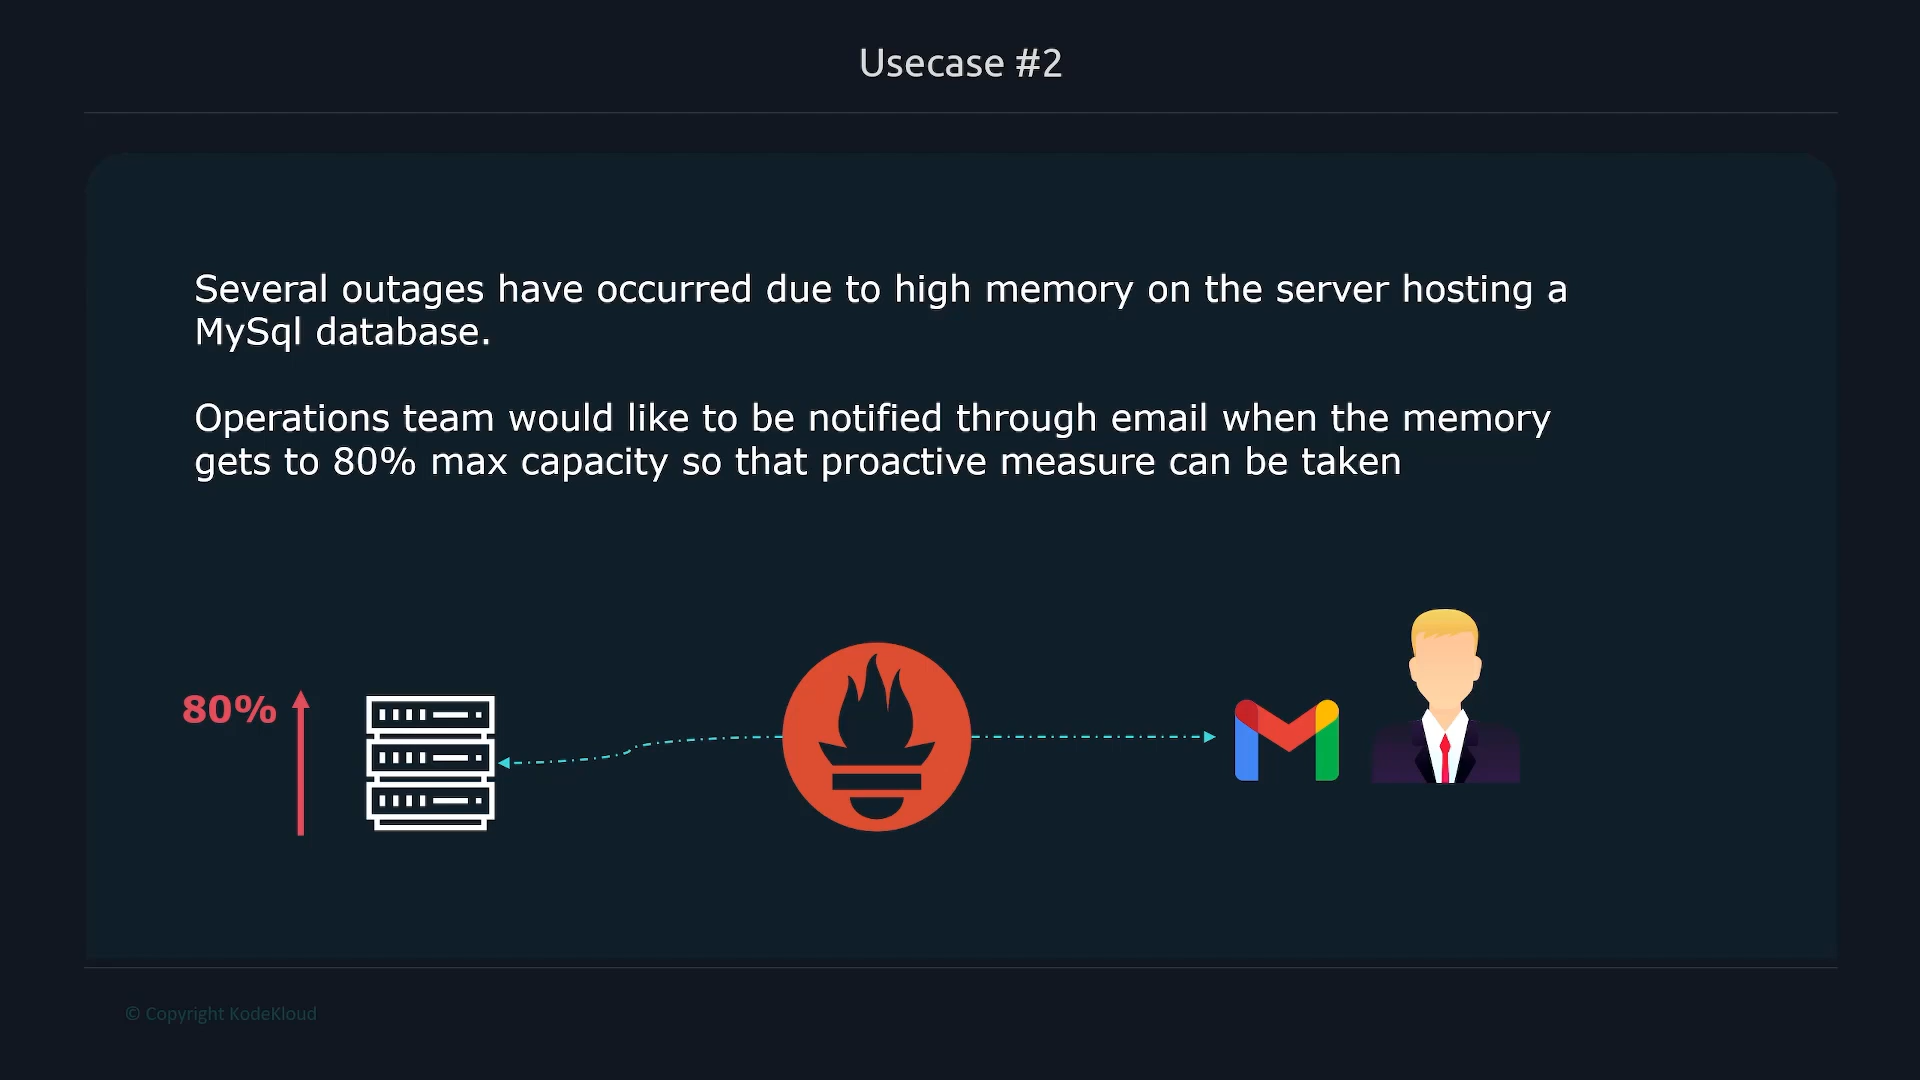 Usecase #2
Several outages have occurred due to high memory on the server hosting a
MySql database.
Operations team would like to be notified through email when the memory
gets to 80% max capacity so that proactive measure can be taken
80%
© Copyright KodeKloud